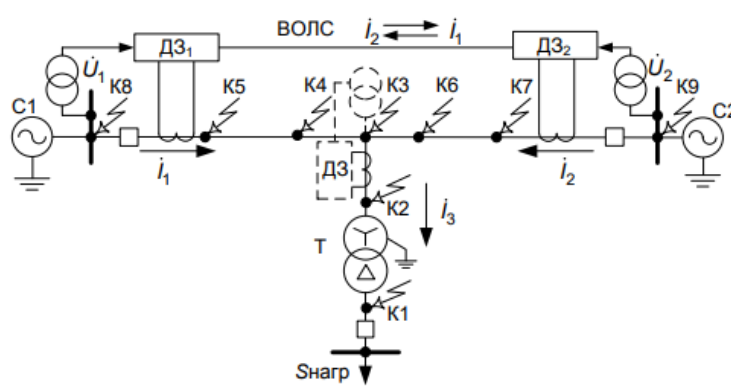 ВОЛС İ₂ İ₁
ДЗ₁ ДЗ₂
U̇₁ U̇₂
С1 К8 К5 К4 К3 К6 К7 К9 С2
İ₁ ДЗ İ₂
К2
İ₃
Т
К1
Sнагр